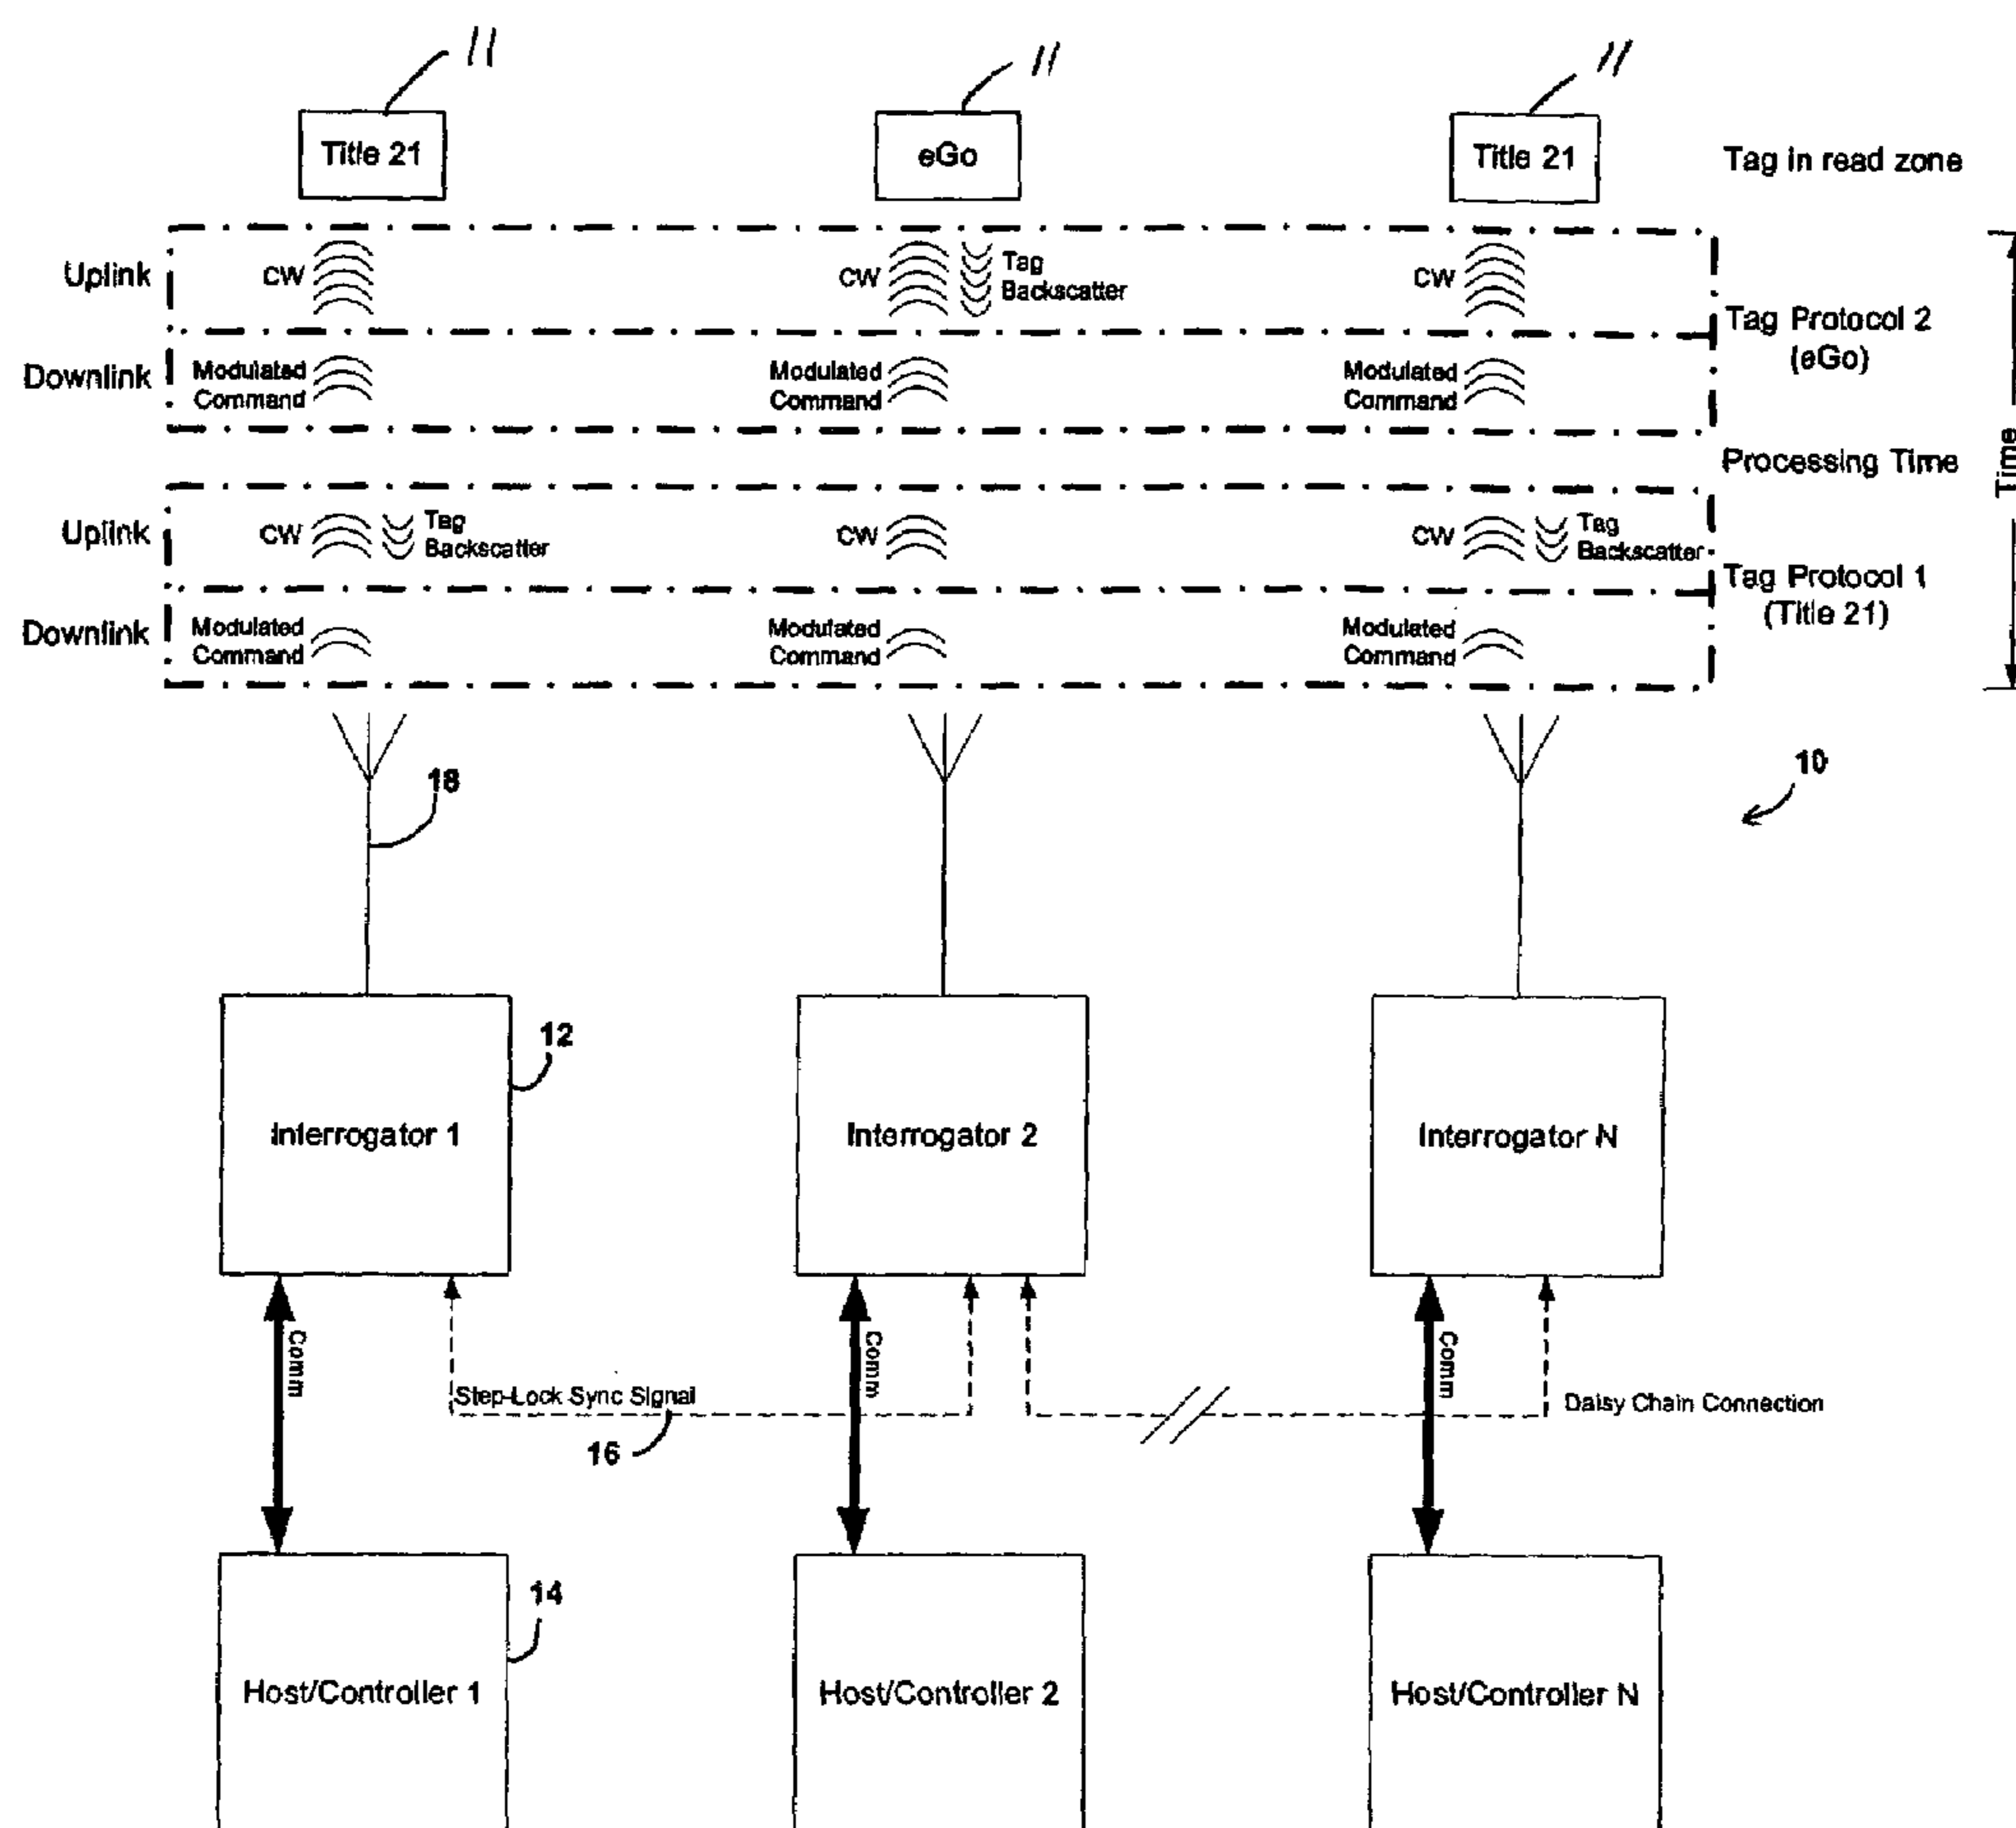 11 11 11
Title 21 eGo Title 21 Tag in read zone
Uplink CW CW Tag Backscatter CW
Tag Protocol 2
(eGo)
Downlink Modulated Command Modulated Command Modulated Command
Processing Time
Time
Uplink CW Tag Backscatter CW CW Tag Backscatter
Tag Protocol 1
(Title 21)
Downlink Modulated Command Modulated Command Modulated Command
18
10
12
Interrogator 1 Interrogator 2 Interrogator N
Comm Comm Comm
Step-Lock Sync Signal Daisy Chain Connection
16
14
Host/Controller 1 Host/Controller 2 Host/Controller N